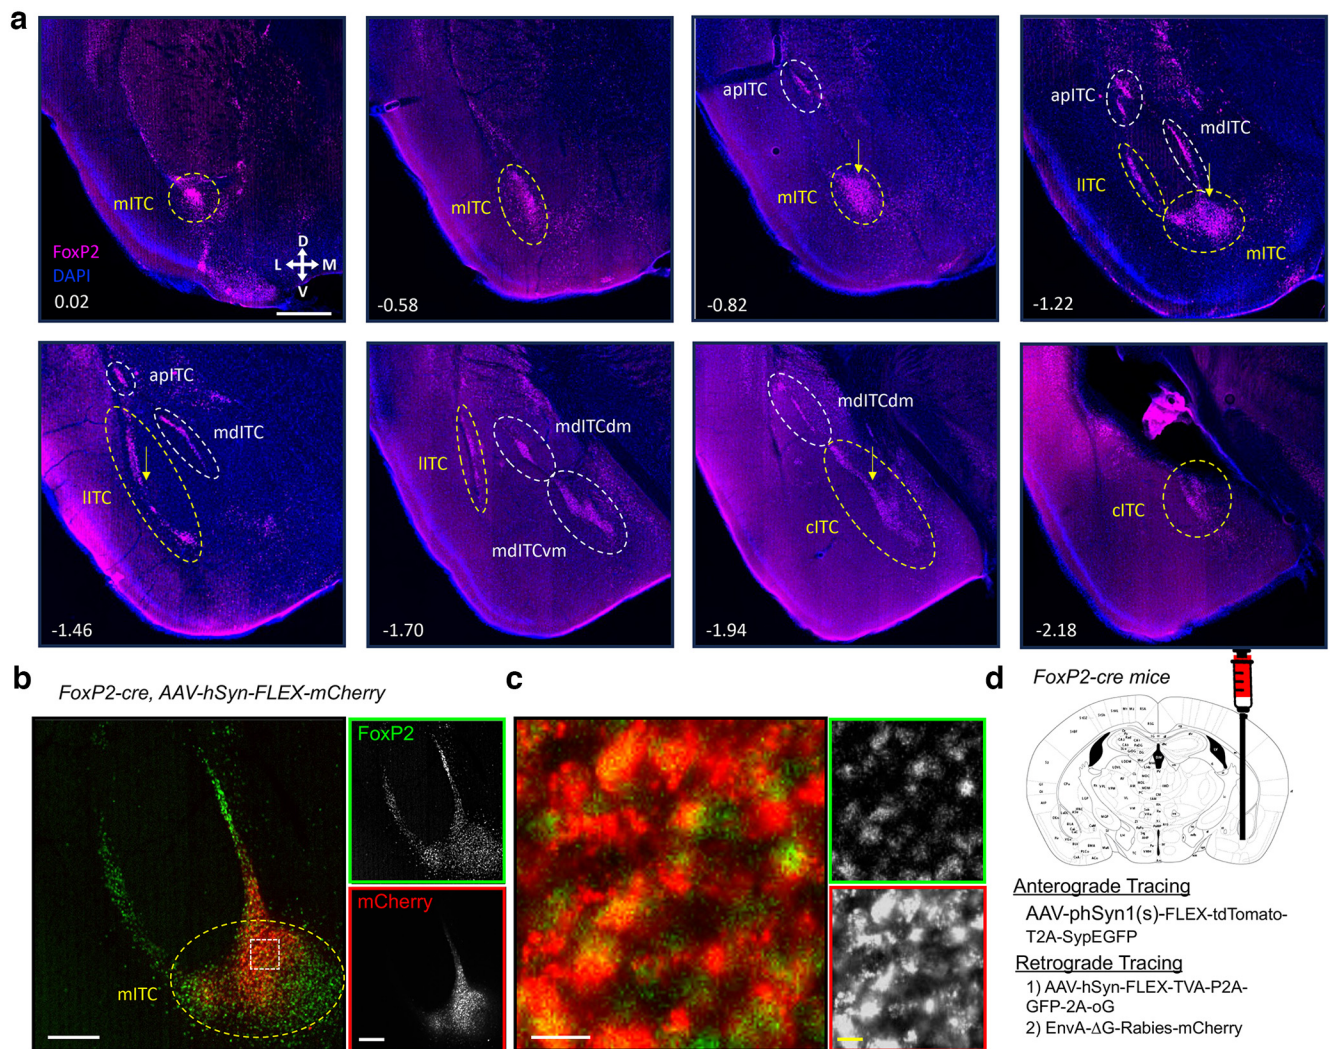 a
mITC
FoxP2
DAPI
0.02
D
L M
V
mITC
-0.58
apITC
mITC
-0.82
apITC
mdITC
lITC
mITC
-1.22
apITC
mdITC
lITC
-1.46
mdITCdm
lITC
mdITCvm
-1.70
mdITCdm
cITC
-1.94
cITC
-2.18
b
FoxP2-cre, AAV-hSyn-FLEX-mCherry
mITC
FoxP2
mCherry
c
d
FoxP2-cre mice
Anterograde Tracing
AAV-phSyn1(s)-FLEX-tdTomato-
T2A-SypEGFP
Retrograde Tracing
1) AAV-hSyn-FLEX-TVA-P2A-
GFP-2A-oG
2) EnvA-ΔG-Rabies-mCherry